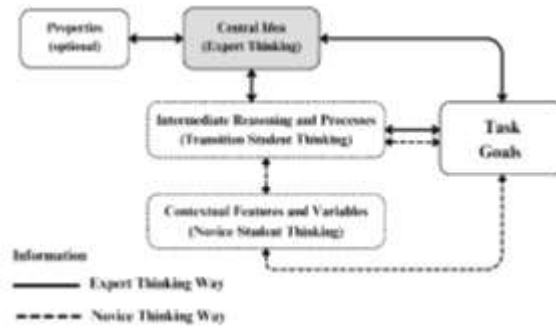 Properties
(optional)
Central Idea
(Expert Thinking)
Intermediate Reasoning and Processes
(Transition Student Thinking)
Task
Goals
Contextual Features and Variables
(Novice Student Thinking)
Information
Expert Thinking Way
Novice Thinking Way